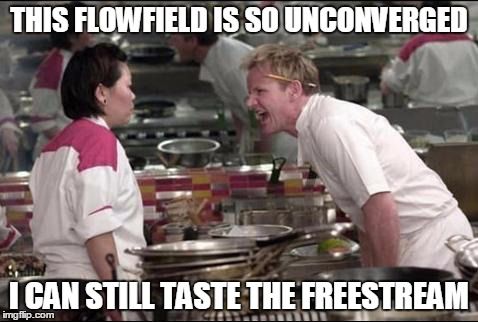 THIS FLOWFIELD IS SO UNCONVERGED
I CAN STILL TASTE THE FREESTREAM
imgflip.com